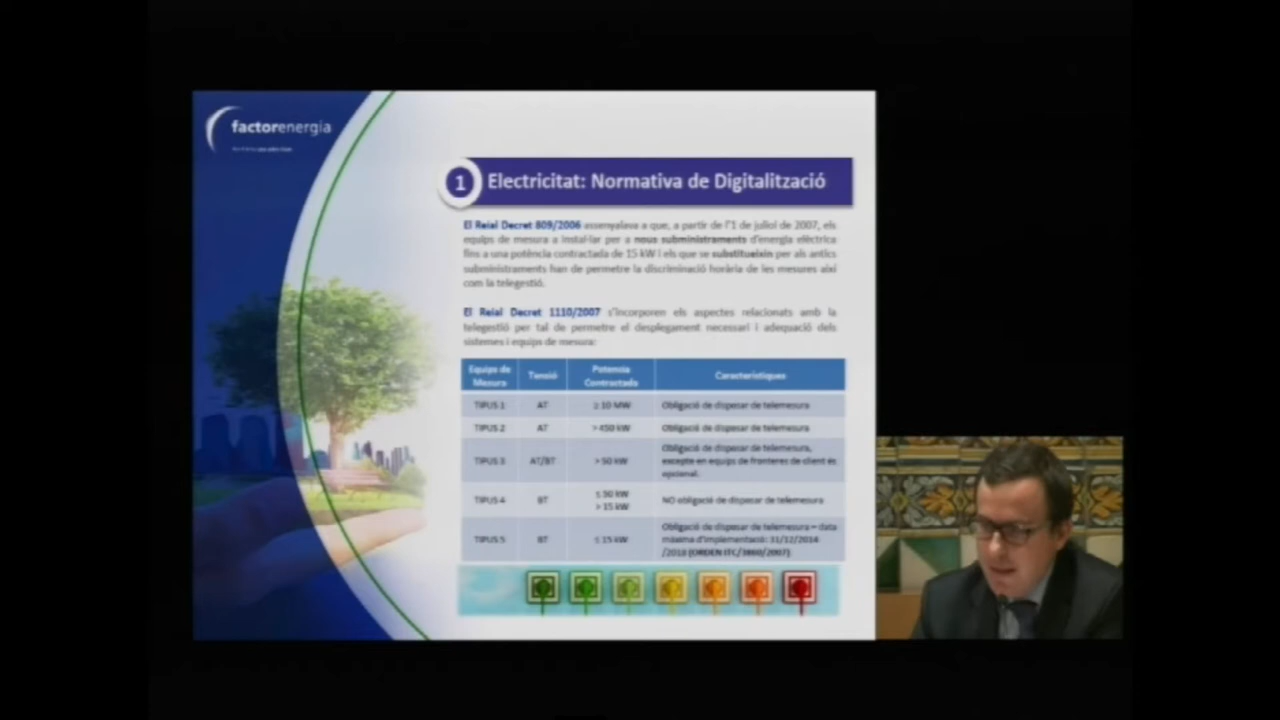 factorenergia
1
Electricitat: Normativa de Digitalització
El Reial Decret 809/2006 assenyalava a que, a partir de l'1 de juliol de 2007, els
equips de mesura a instal·lar per a nous subministraments d'energia elèctrica
fins a una potència contractada de 15 kW i els que se substitueixin per als antics
subministraments han de permetre la discriminació horària de les mesures així
com la telegestió.
El Reial Decret 1110/2007 s'incorporen els aspectes relacionats amb la
telegestió per tal de permetre el desplegament necessari i adequació dels
sistemes i equips de mesura:
Equips de Mesura Tensió Potencia Contractada Característiques
TIPUS 1 AT ≥ 10 MW Obligació de disposar de telemesura
TIPUS 2 AT > 450 kW Obligació de disposar de telemesura
TIPUS 3 AT/BT > 50 kW Obligació de disposar de telemesura,
excepte en equips de fronteres de client és
opcional.
TIPUS 4 BT ≤ 50 kW
> 15 kW NO obligació de disposar de telemesura
TIPUS 5 BT ≤ 15 kW Obligació de disposar de telemesura – data
màxima d'implementació: 31/12/2014
/2018 (ORDEN ITC/3860/2007)